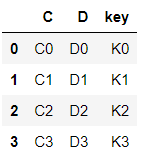 C D key
0 C0 D0 K0
1 C1 D1 K1
2 C2 D2 K2
3 C3 D3 K3